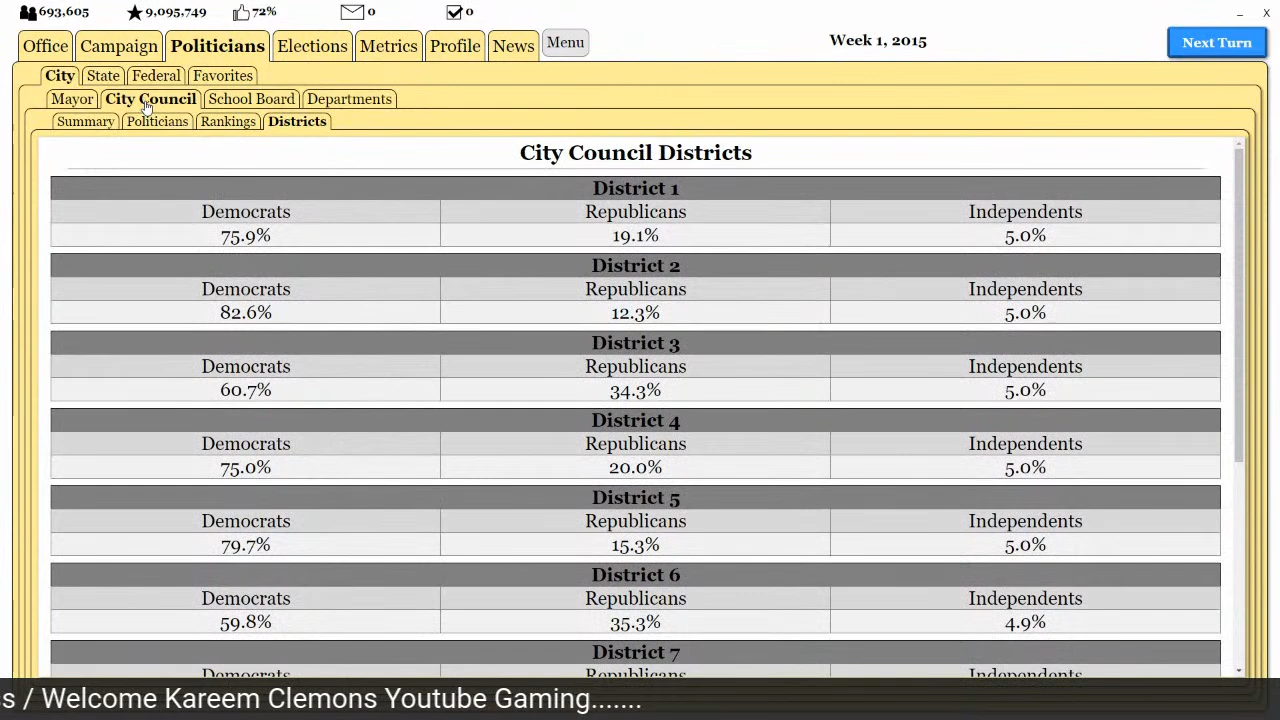 693,605 9,095,749 72% 0 0 _ X
Office Campaign Politicians Elections Metrics Profile News Menu Week 1, 2015 Next Turn
City State Federal Favorites
Mayor City Council School Board Departments
Summary Politicians Rankings Districts
City Council Districts
District 1
Democrats Republicans Independents
75.9% 19.1% 5.0%
District 2
Democrats Republicans Independents
82.6% 12.3% 5.0%
District 3
Democrats Republicans Independents
60.7% 34.3% 5.0%
District 4
Democrats Republicans Independents
75.0% 20.0% 5.0%
District 5
Democrats Republicans Independents
79.7% 15.3% 5.0%
District 6
Democrats Republicans Independents
59.8% 35.3% 4.9%
District 7
Democrats Republicans Independents
ss / Welcome Kareem Clemons Youtube Gaming.......